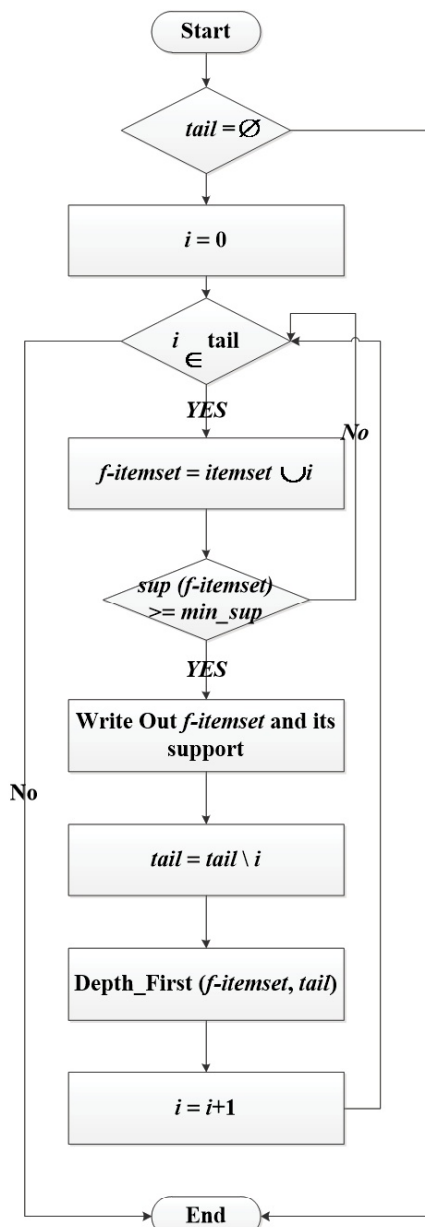 Start
tail = ∅
i = 0
i ∈ tail
YES
No
f-itemset = itemset ∪ i
sup (f-itemset)
>= min_sup
YES
Write Out f-itemset and its
support
No
tail = tail \ i
Depth_First (f-itemset, tail)
i = i+1
End